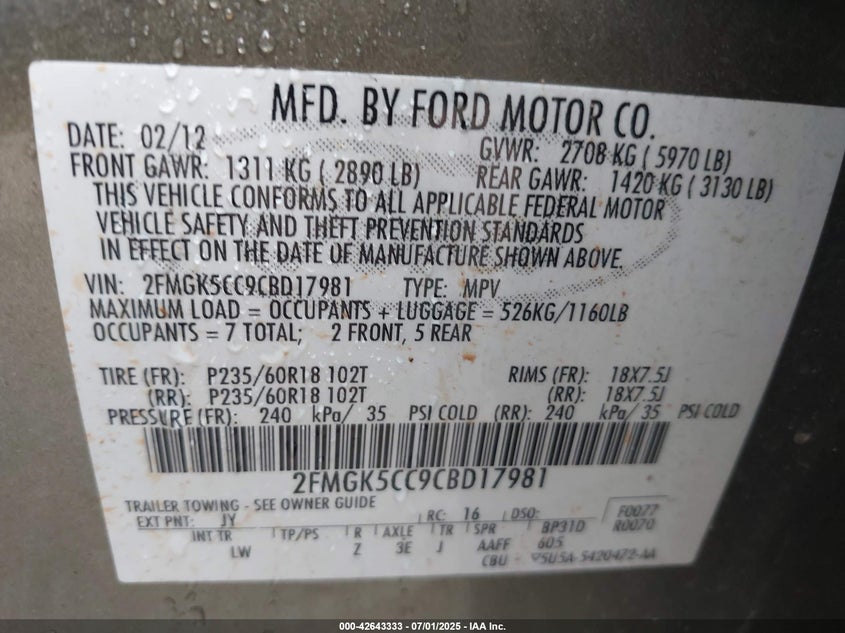 MFD. BY FORD MOTOR CO.
DATE: 02/12 GVWR: 2708 KG ( 5970 LB)
FRONT GAWR: 1311 KG ( 2890 LB) REAR GAWR: 1420 KG ( 3130 LB)
THIS VEHICLE CONFORMS TO ALL APPLICABLE FEDERAL MOTOR
VEHICLE SAFETY AND THEFT PREVENTION STANDARDS
IN EFFECT ON THE DATE OF MANUFACTURE SHOWN ABOVE.
VIN: 2FMGK5CC9CBD17981 TYPE: MPV
MAXIMUM LOAD = OCCUPANTS + LUGGAGE = 526KG/1160LB
OCCUPANTS = 7 TOTAL; 2 FRONT, 5 REAR
TIRE (FR): P235/60R18 102T RIMS (FR): 18X7.5J
(RR): P235/60R18 102T (RR): 18X7.5J
PRESSURE (FR): 240 kPa/ 35 PSI COLD (RR): 240 kPa/ 35 PSI COLD
2FMGK5CC9CBD17981
TRAILER TOWING - SEE OWNER GUIDE
EXT PNT: JY RC: 16 DSO: F0077
INT TR TP/PS R AXLE TR SPR BP31D R0070
LW Z 3E J AAFF 605
CBU - 5U5A-5420472-AA
000-42643333 - 07/01/2025 - IAA Inc.